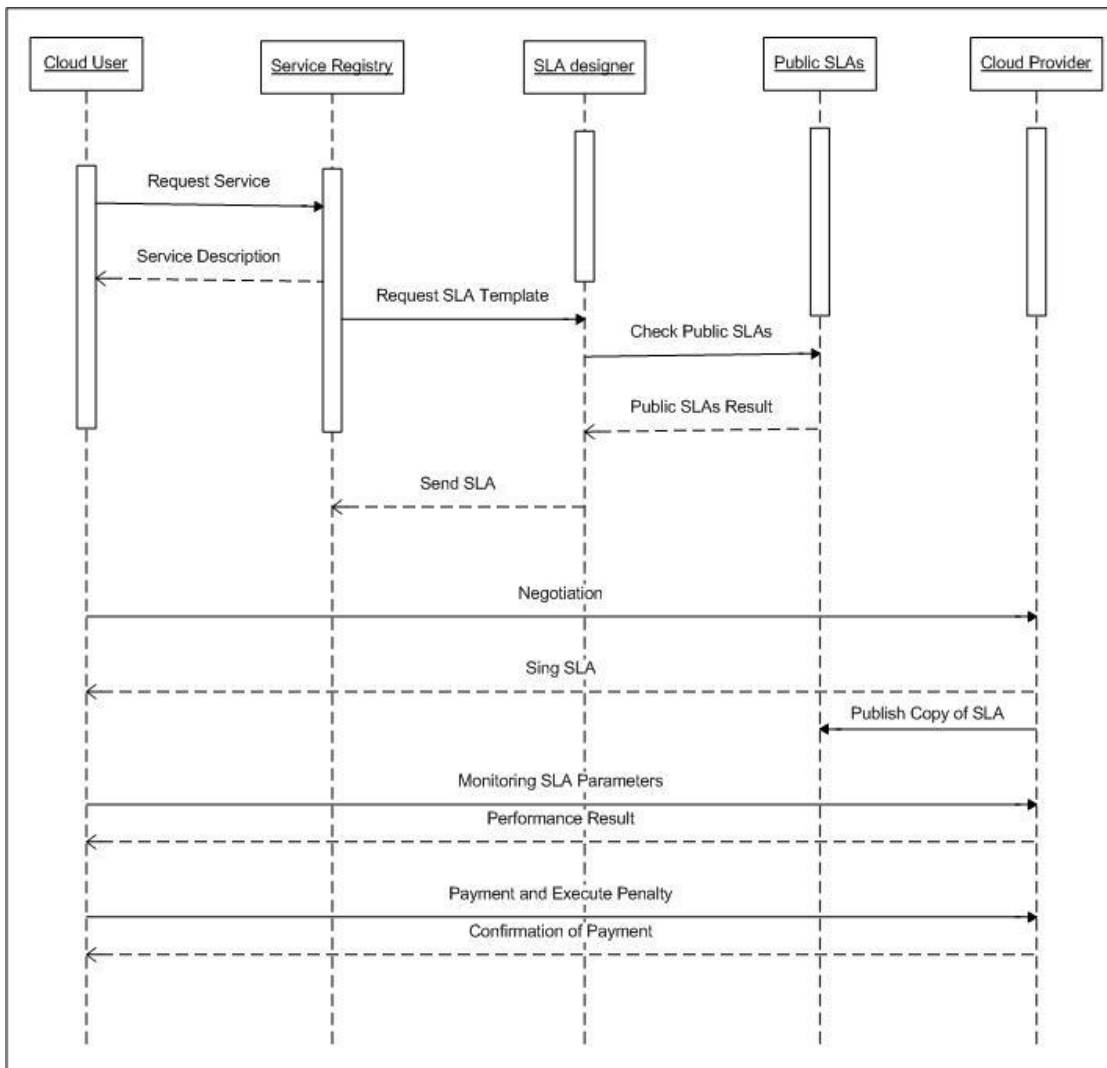 Cloud User
Service Registry
SLA designer
Public SLAs
Cloud Provider
Request Service
Service Description
Request SLA Template
Check Public SLAs
Public SLAs Result
Send SLA
Negotiation
Sing SLA
Publish Copy of SLA
Monitoring SLA Parameters
Performance Result
Payment and Execute Penalty
Confirmation of Payment